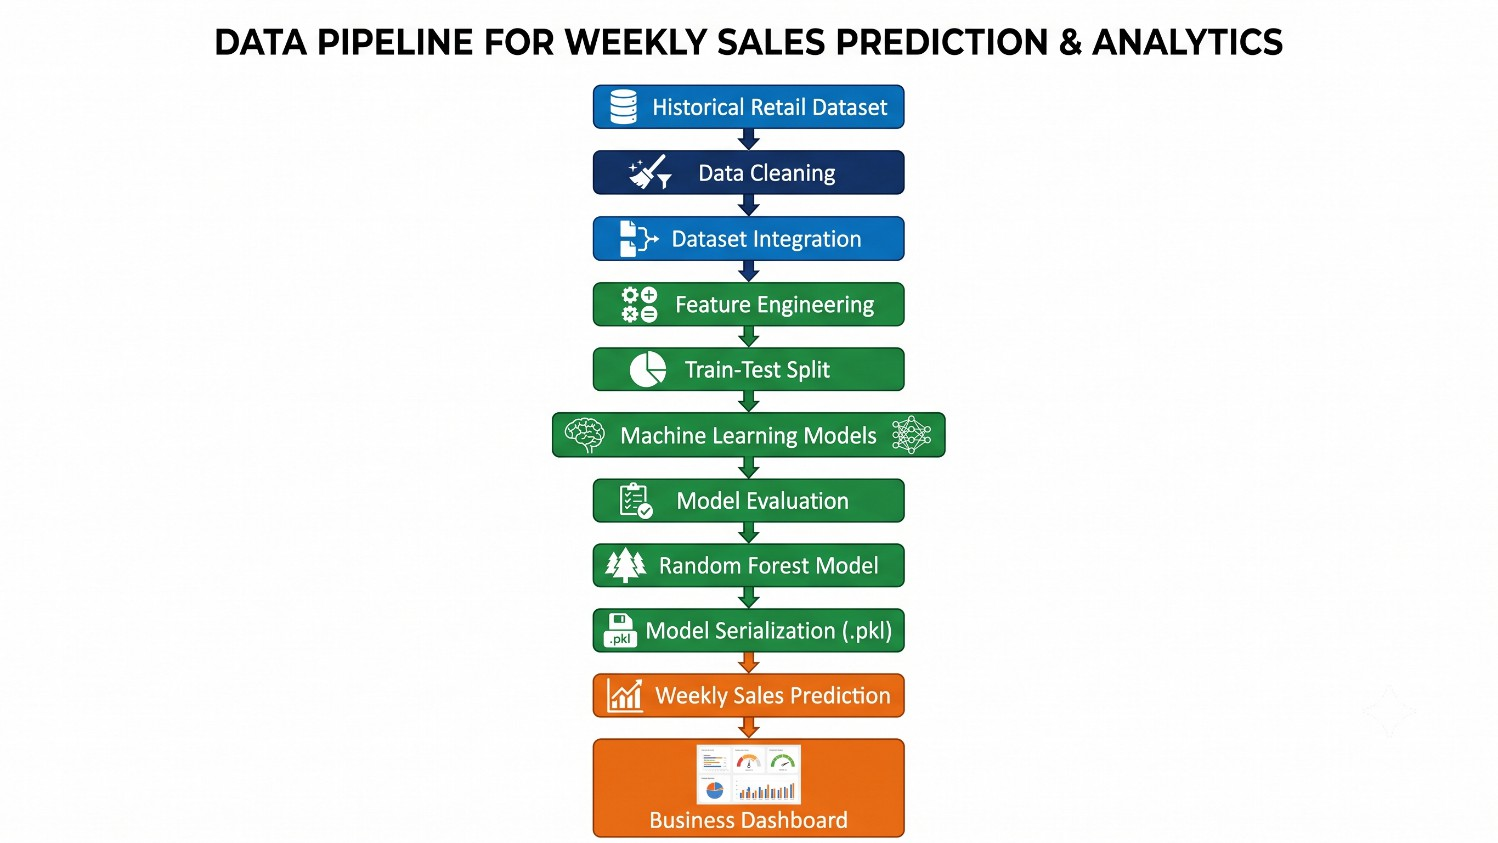 DATA PIPELINE FOR WEEKLY SALES PREDICTION & ANALYTICS
Historical Retail Dataset
Data Cleaning
Dataset Integration
Feature Engineering
Train-Test Split
Machine Learning Models
Model Evaluation
Random Forest Model
.pkl
Model Serialization (.pkl)
Weekly Sales Prediction
Business Dashboard